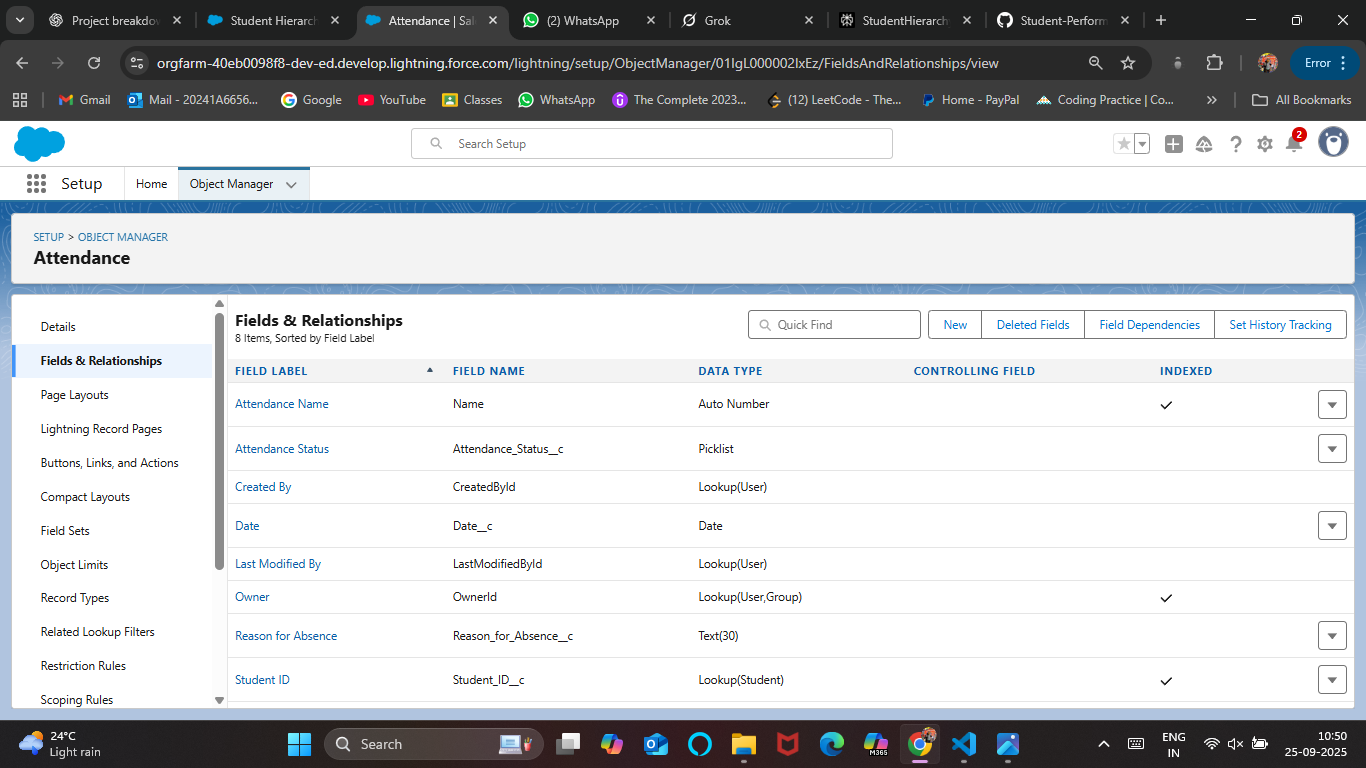 Project breakdow
Student Hierarch
Attendance | Sal
(2) WhatsApp
Grok
StudentHierarch
Student-Perform
orgfarm-40eb0098f8-dev-ed.develop.lightning.force.com/lightning/setup/ObjectManager/01IgL000002lxEz/FieldsAndRelationships/view
Error
Gmail
Mail - 20241A6656...
Google
YouTube
Classes
WhatsApp
The Complete 2023...
(12) LeetCode - The...
Home - PayPal
Coding Practice | Co...
All Bookmarks
Search Setup
2
Setup
Home
Object Manager
SETUP > OBJECT MANAGER
Attendance
Details
Fields & Relationships
Page Layouts
Lightning Record Pages
Buttons, Links, and Actions
Compact Layouts
Field Sets
Object Limits
Record Types
Related Lookup Filters
Restriction Rules
Scoping Rules
Fields & Relationships
8 Items, Sorted by Field Label
Quick Find
New
Deleted Fields
Field Dependencies
Set History Tracking
FIELD LABEL FIELD NAME DATA TYPE CONTROLLING FIELD INDEXED
Attendance Name Name Auto Number
Attendance Status Attendance_Status__c Picklist
Created By CreatedById Lookup(User)
Date Date__c Date
Last Modified By LastModifiedById Lookup(User)
Owner OwnerId Lookup(User,Group)
Reason for Absence Reason_for_Absence__c Text(30)
Student ID Student_ID__c Lookup(Student)
24°C
Light rain
Search
M365
ENG
IN
10:50
25-09-2025